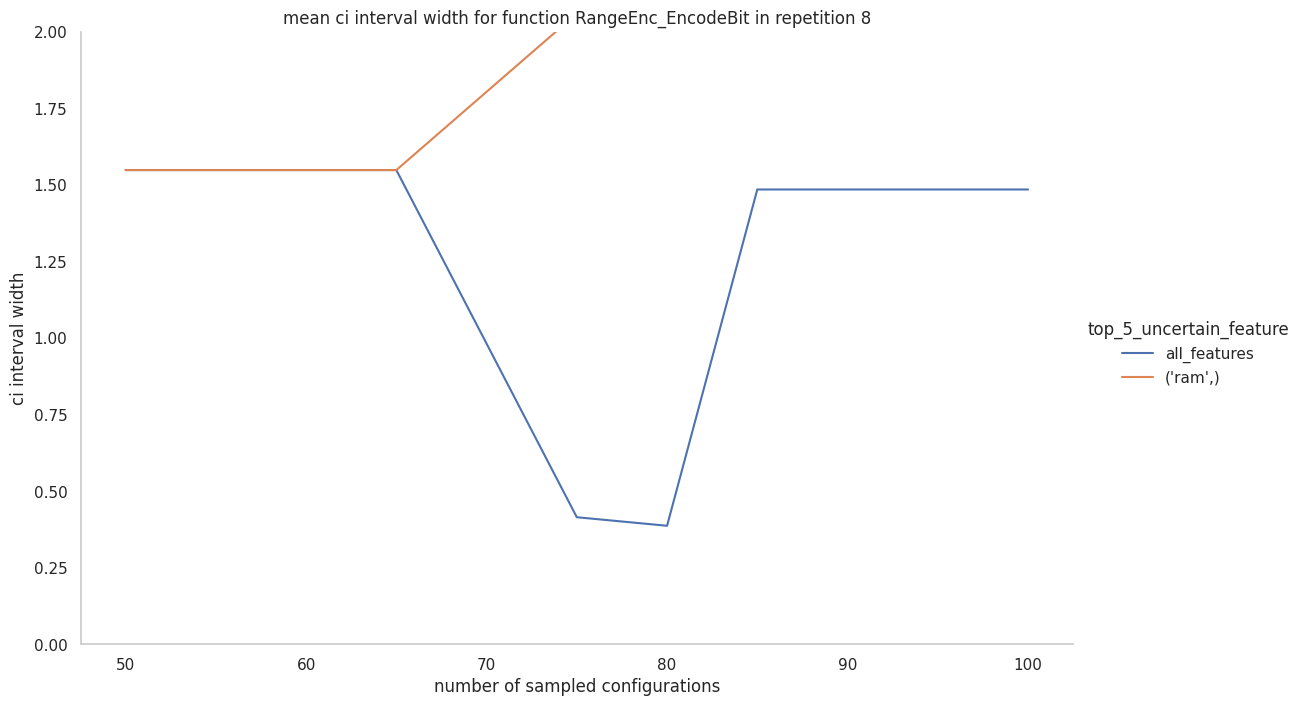 mean ci interval width for function RangeEnc_EncodeBit in repetition 8
2.00
1.75
1.50
1.25
1.00
0.75
0.50
0.25
0.00
ci interval width
50 60 70 80 90 100
number of sampled configurations
top_5_uncertain_feature
all_features
('ram',)